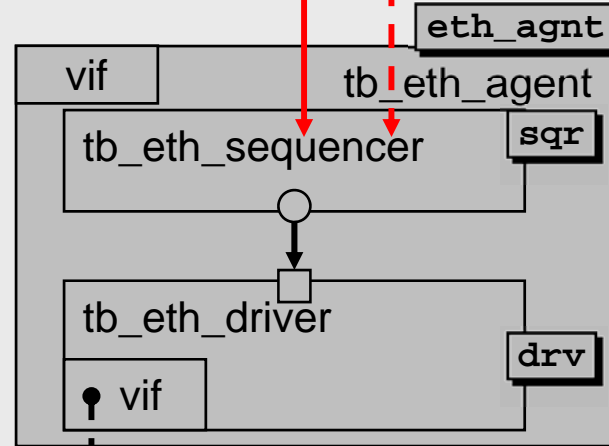 eth_agnt
vif
tb_eth_agent
tb_eth_sequencer
sqr
tb_eth_driver
drv
vif